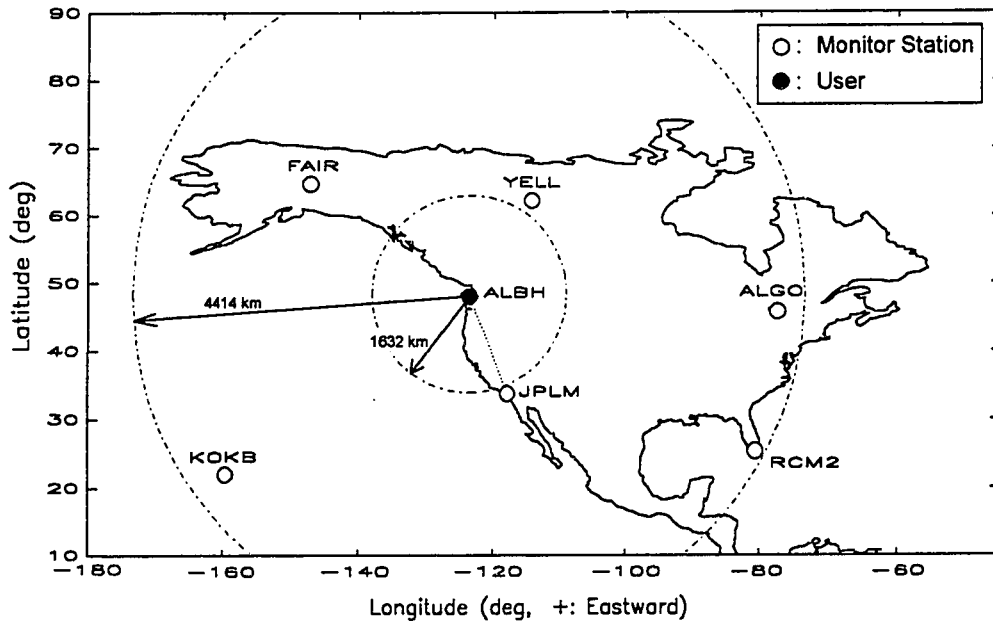 90
80
70
60
50
40
30
20
10
Latitude (deg)
○: Monitor Station
●: User
FAIR
YELL
ALBH
ALGO
4414 km
1632 km
JPLM
KOKB
RCM2
−180
−160
−140
−120
−100
−80
−60
Longitude (deg, +: Eastward)